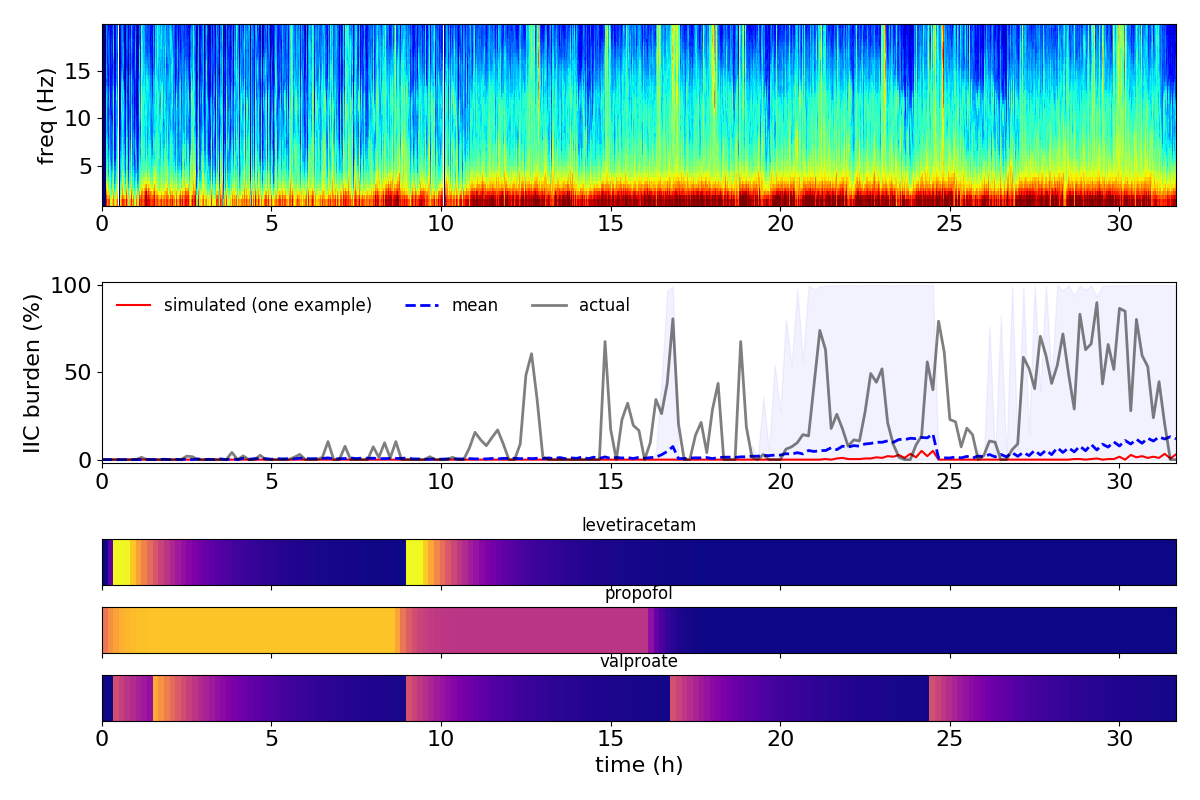 freq (Hz)
15
10
5
0 5 10 15 20 25 30
IIC burden (%)
100
50
0
simulated (one example) mean actual
0 5 10 15 20 25 30
levetiracetam
propofol
valproate
0 5 10 15 20 25 30
time (h)